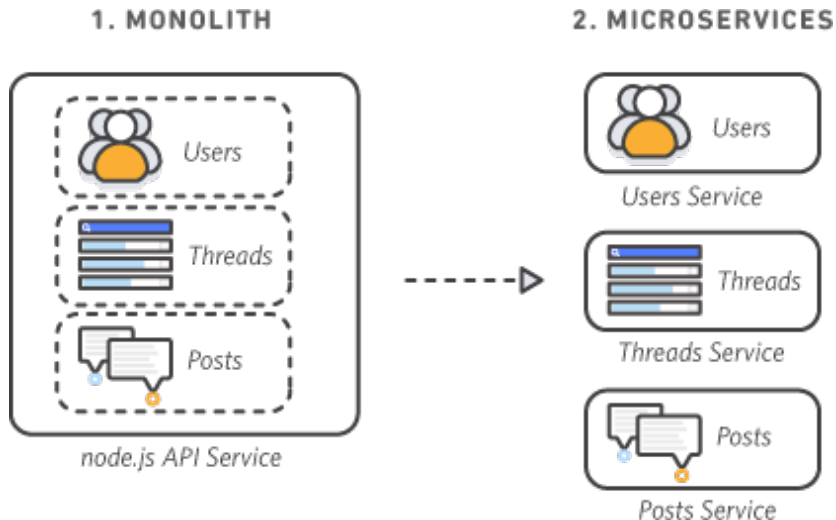 1. MONOLITH
Users
Threads
Posts
node.js API Service
2. MICROSERVICES
Users
Users Service
Threads
Threads Service
Posts
Posts Service